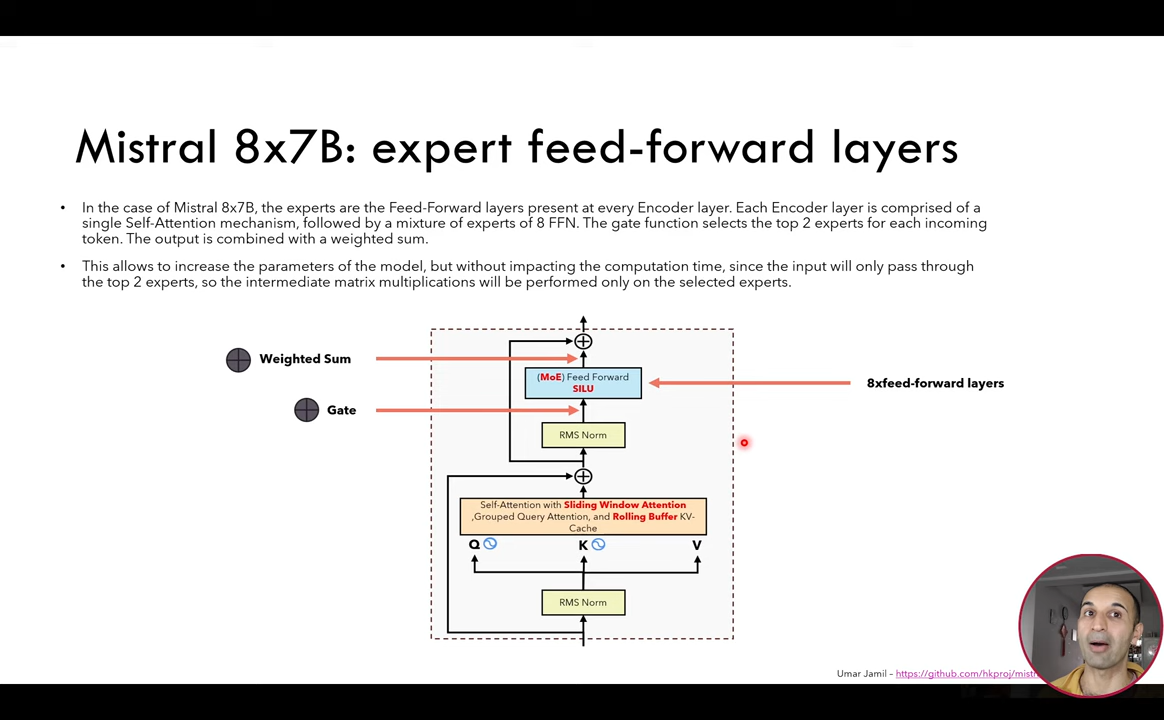 Mistral 8x7B: expert feed-forward layers
• In the case of Mistral 8x7B, the experts are the Feed-Forward layers present at every Encoder layer. Each Encoder layer is comprised of a
single Self-Attention mechanism, followed by a mixture of experts of 8 FFN. The gate function selects the top 2 experts for each incoming
token. The output is combined with a weighted sum.
• This allows to increase the parameters of the model, but without impacting the computation time, since the input will only pass through
the top 2 experts, so the intermediate matrix multiplications will be performed only on the selected experts.
Weighted Sum
(MoE) Feed Forward
SILU
8xfeed-forward layers
Gate
RMS Norm
Self-Attention with Sliding Window Attention
,Grouped Query Attention, and Rolling Buffer KV-
Cache
Q K V
RMS Norm
Umar Jamil – https://github.com/hkproj/